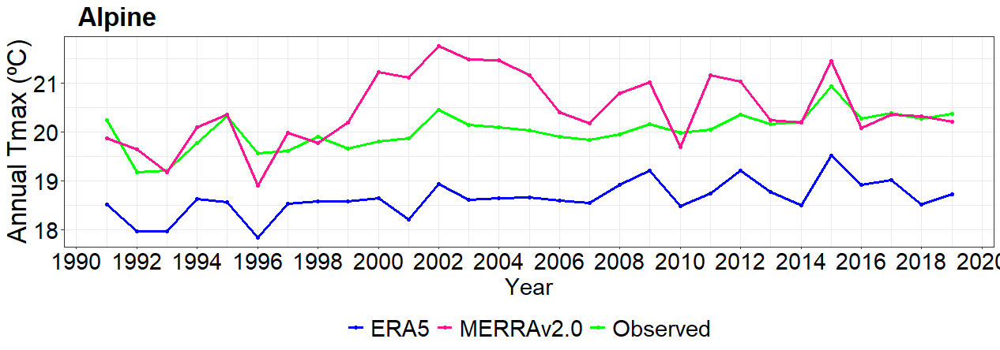 Alpine
Annual Tmax (ºC)
21
20
19
18
1990 1992 1994 1996 1998 2000 2002 2004 2006 2008 2010 2012 2014 2016 2018 2020
Year
ERA5 MERRAv2.0 Observed